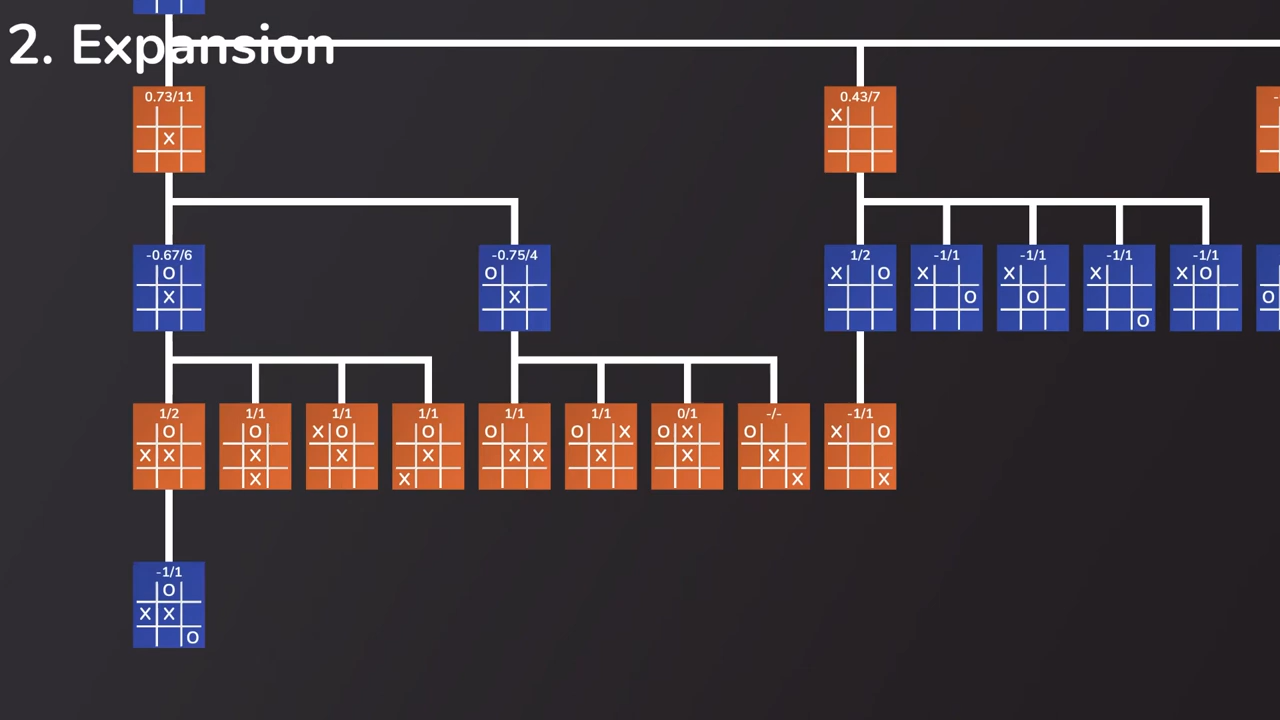 2. Expansion
0.73/11
X
0.43/7
X
-
-0.67/6
O
X
-0.75/4
O
X
1/2
X O
-1/1
X
O
-1/1
X
O
-1/1
X
O
-1/1
X O
O
1/2
O
X X
1/1
O
X
X
1/1
X O
X
1/1
O
X
X
1/1
O
X X
1/1
O X
X
0/1
O X
X
-/-
O
X
X
-1/1
X O
X
-1/1
O
X X
O